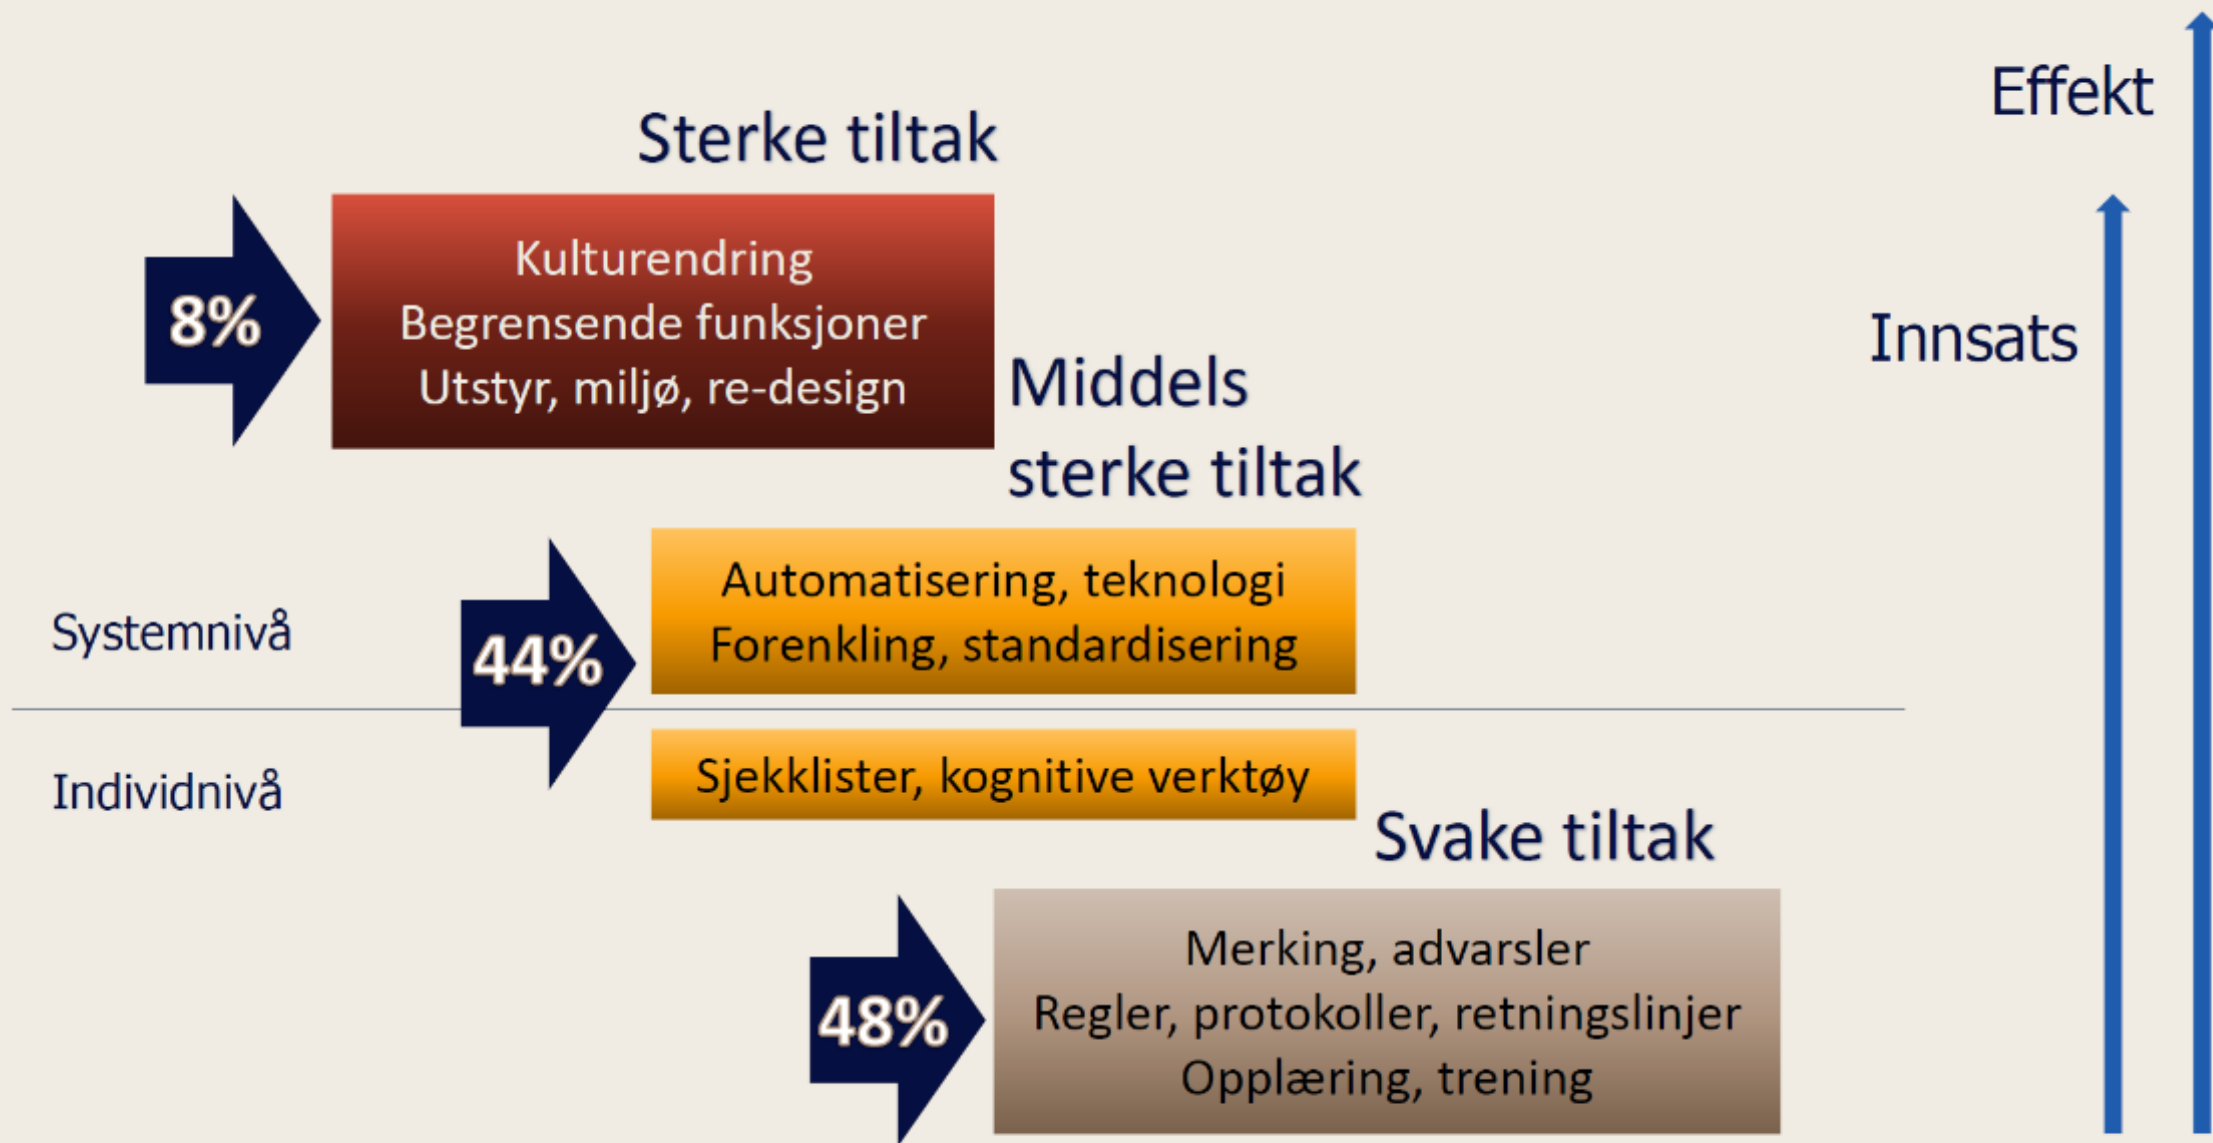 Effekt
Sterke tiltak
8%
Kulturendring
Begrensende funksjoner
Utstyr, miljø, re-design
Innsats
Middels
sterke tiltak
Systemnivå
44%
Automatisering, teknologi
Forenkling, standardisering
Individnivå
Sjekklister, kognitive verktøy
Svake tiltak
48%
Merking, advarsler
Regler, protokoller, retningslinjer
Opplæring, trening